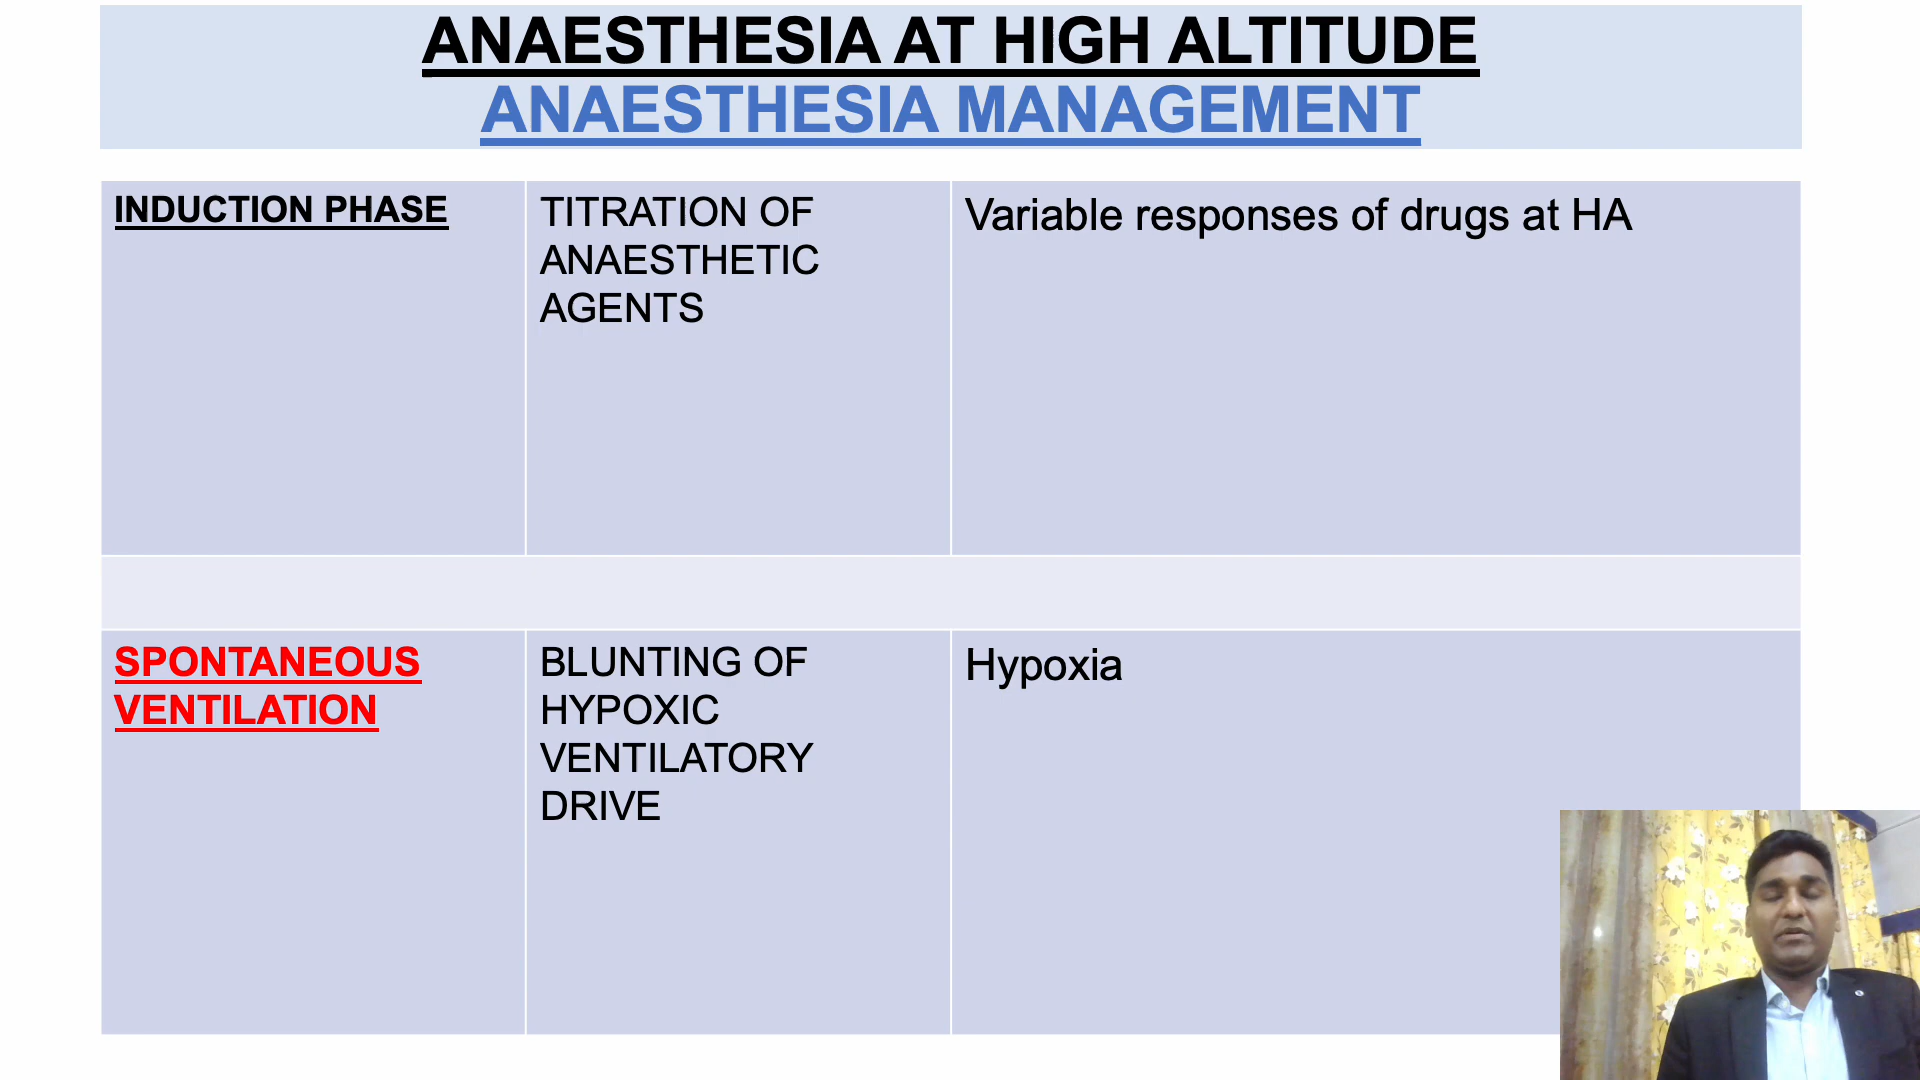 ANAESTHESIA AT HIGH ALTITUDE
ANAESTHESIA MANAGEMENT
INDUCTION PHASE
TITRATION OF
ANAESTHETIC
AGENTS
Variable responses of drugs at HA
SPONTANEOUS
VENTILATION
BLUNTING OF
HYPOXIC
VENTILATORY
DRIVE
Hypoxia